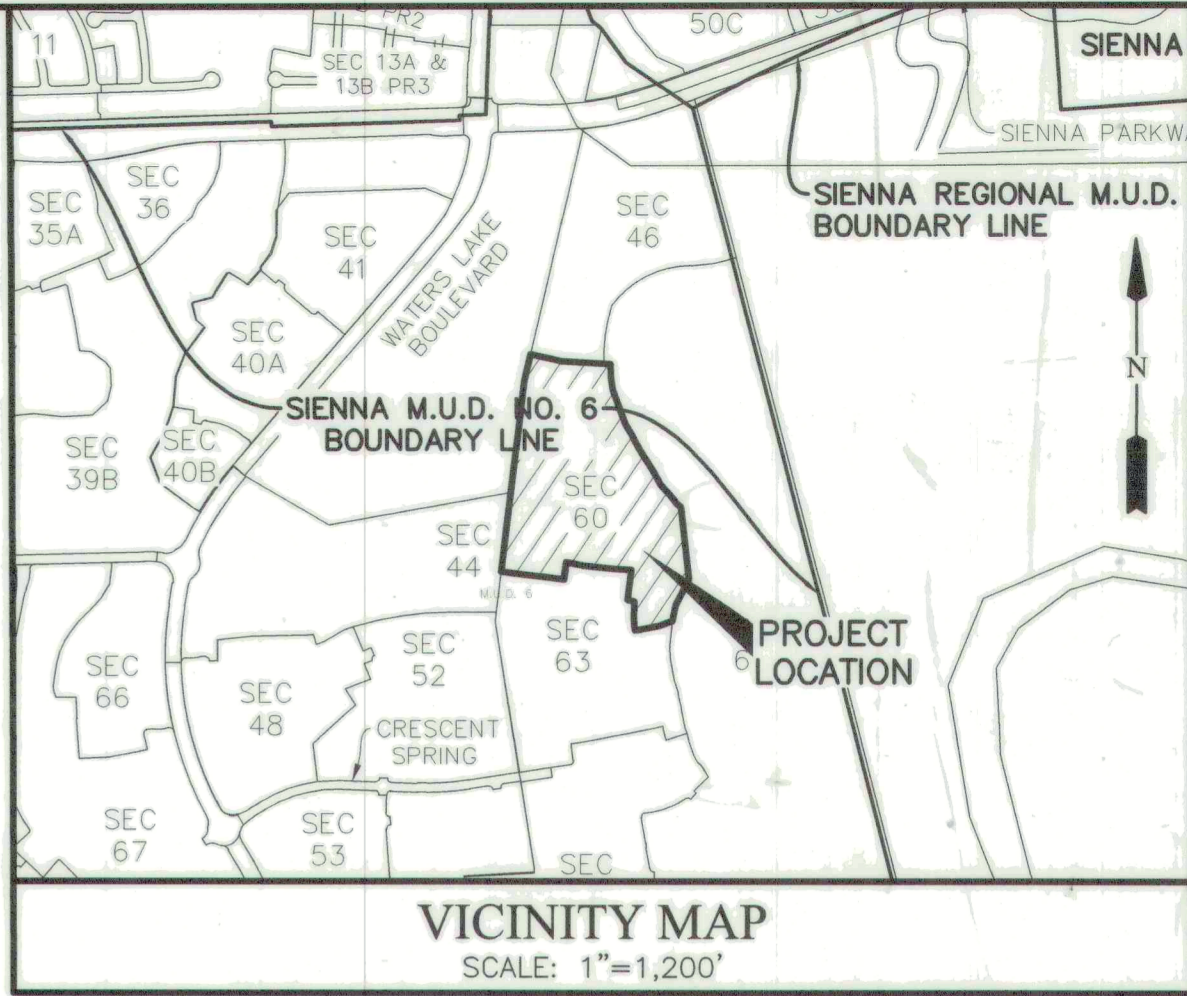 11
PR2
50C
SIENNA
SEC 13A &
13B PR3
SIENNA PARKWA
SEC
36
SEC
35A
SEC
41
SEC
46
SIENNA REGIONAL M.U.D.
BOUNDARY LINE
WATERS LAKE
BOULEVARD
SEC
40A
N
SIENNA M.U.D. NO. 6
BOUNDARY LINE
SEC
39B
SEC
40B
SEC
60
SEC
44
M.U.D. 6
SEC
63
PROJECT
LOCATION
6
SEC
52
SEC
66
SEC
48
CRESCENT
SPRING
SEC
67
SEC
53
SEC
VICINITY MAP
SCALE: 1"=1,200'